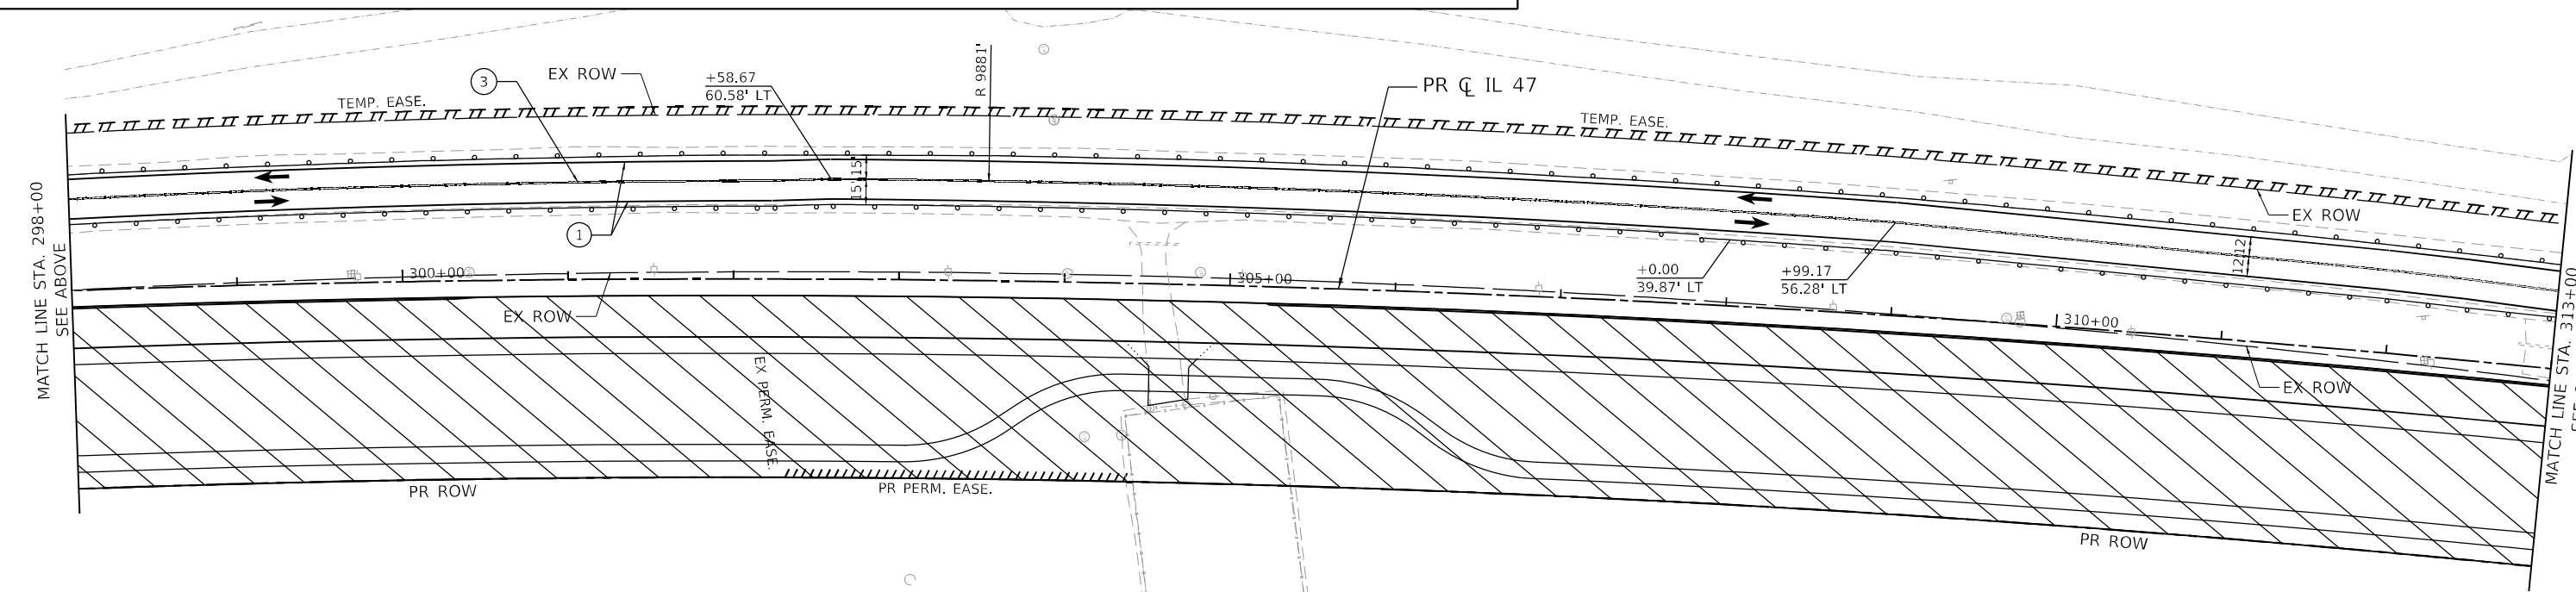 3
EX ROW
+58.67
60.58' LT
R 9881'
PR ℄ IL 47
TEMP. EASE.
TEMP. EASE.
MATCH LINE STA. 298+00
SEE ABOVE
15'
15'
1
EX ROW
12'
12'
300+00
305+00
+0.00
39.87' LT
+99.17
56.28' LT
310+00
EX ROW
EX ROW
EX PERM. EASE.
PR ROW
PR PERM. EASE.
PR ROW
MATCH LINE STA. 313+00